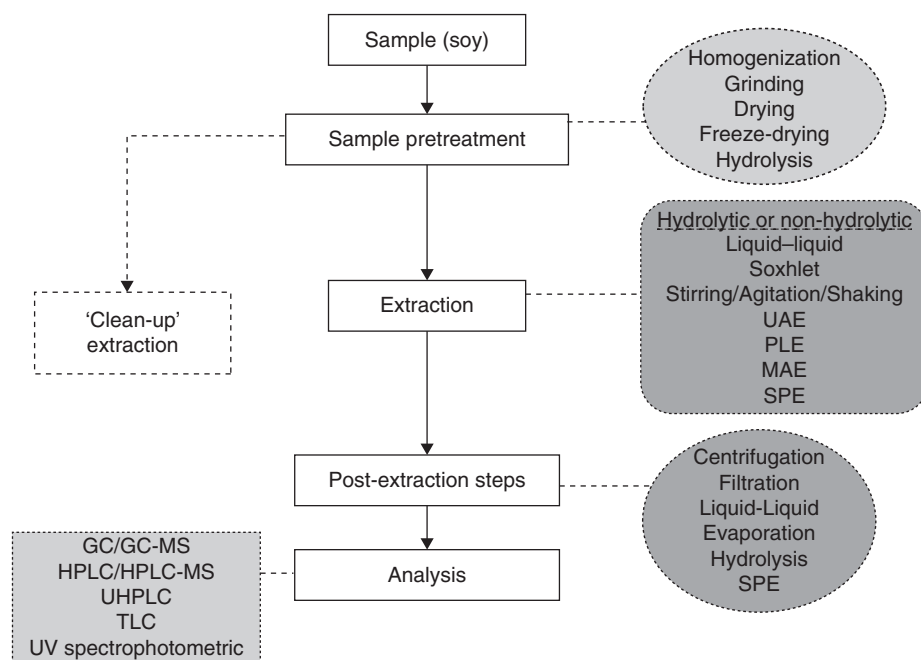 Sample (soy)
Homogenization
Grinding
Drying
Freeze-drying
Hydrolysis
Sample pretreatment
Hydrolytic or non-hydrolytic
Liquid–liquid
Soxhlet
Stirring/Agitation/Shaking
UAE
PLE
MAE
SPE
Extraction
‘Clean-up’
extraction
Post-extraction steps
Centrifugation
Filtration
Liquid-Liquid
Evaporation
Hydrolysis
SPE
Analysis
GC/GC-MS
HPLC/HPLC-MS
UHPLC
TLC
UV spectrophotometric